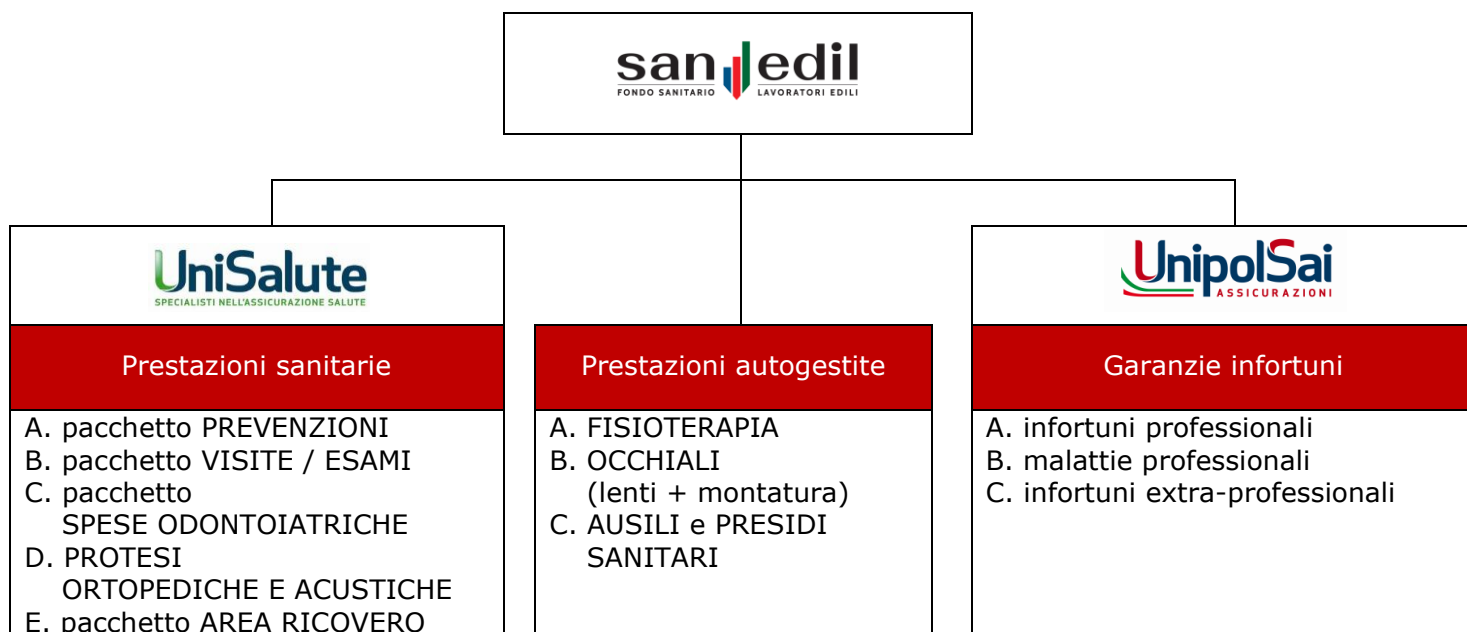 sanedil
FONDO SANITARIO LAVORATORI EDILI
UniSalute
SPECIALISTI NELL'ASSICURAZIONE SALUTE
Prestazioni sanitarie
A. pacchetto PREVENZIONI
B. pacchetto VISITE / ESAMI
C. pacchetto
SPESE ODONTOIATRICHE
D. PROTESI
ORTOPEDICHE E ACUSTICHE
E. pacchetto AREA RICOVERO
Prestazioni autogestite
A. FISIOTERAPIA
B. OCCHIALI
(lenti + montatura)
C. AUSILI e PRESIDI
SANITARI
UnipolSai
ASSICURAZIONI
Garanzie infortuni
A. infortuni professionali
B. malattie professionali
C. infortuni extra-professionali